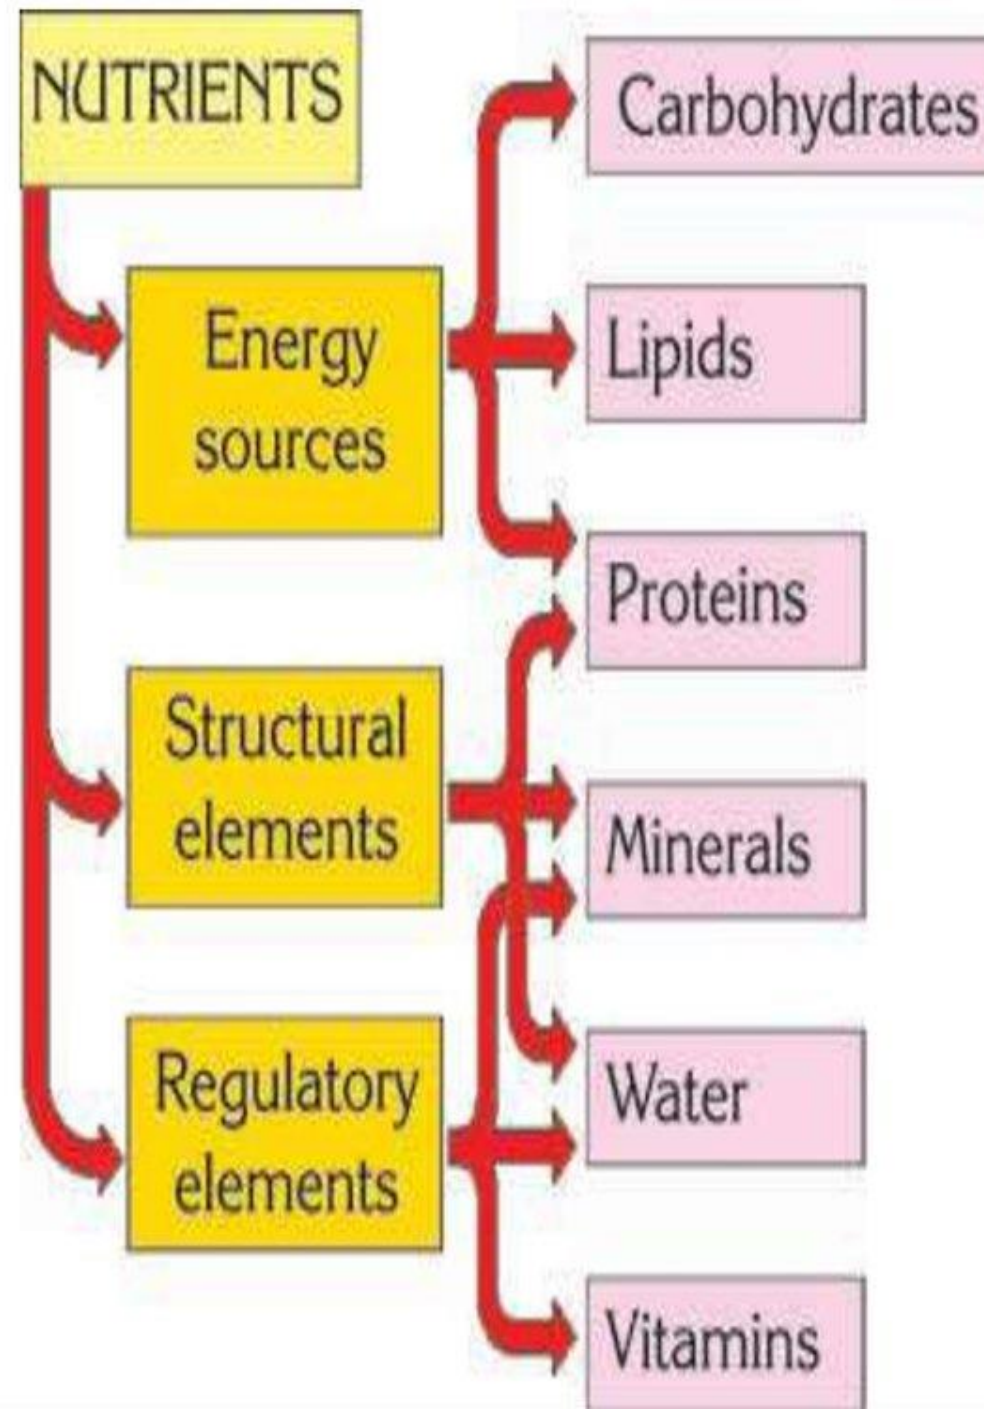 NUTRIENTS
Carbohydrates
Energy
sources
Lipids
Proteins
Structural
elements
Minerals
Regulatory
elements
Water
Vitamins